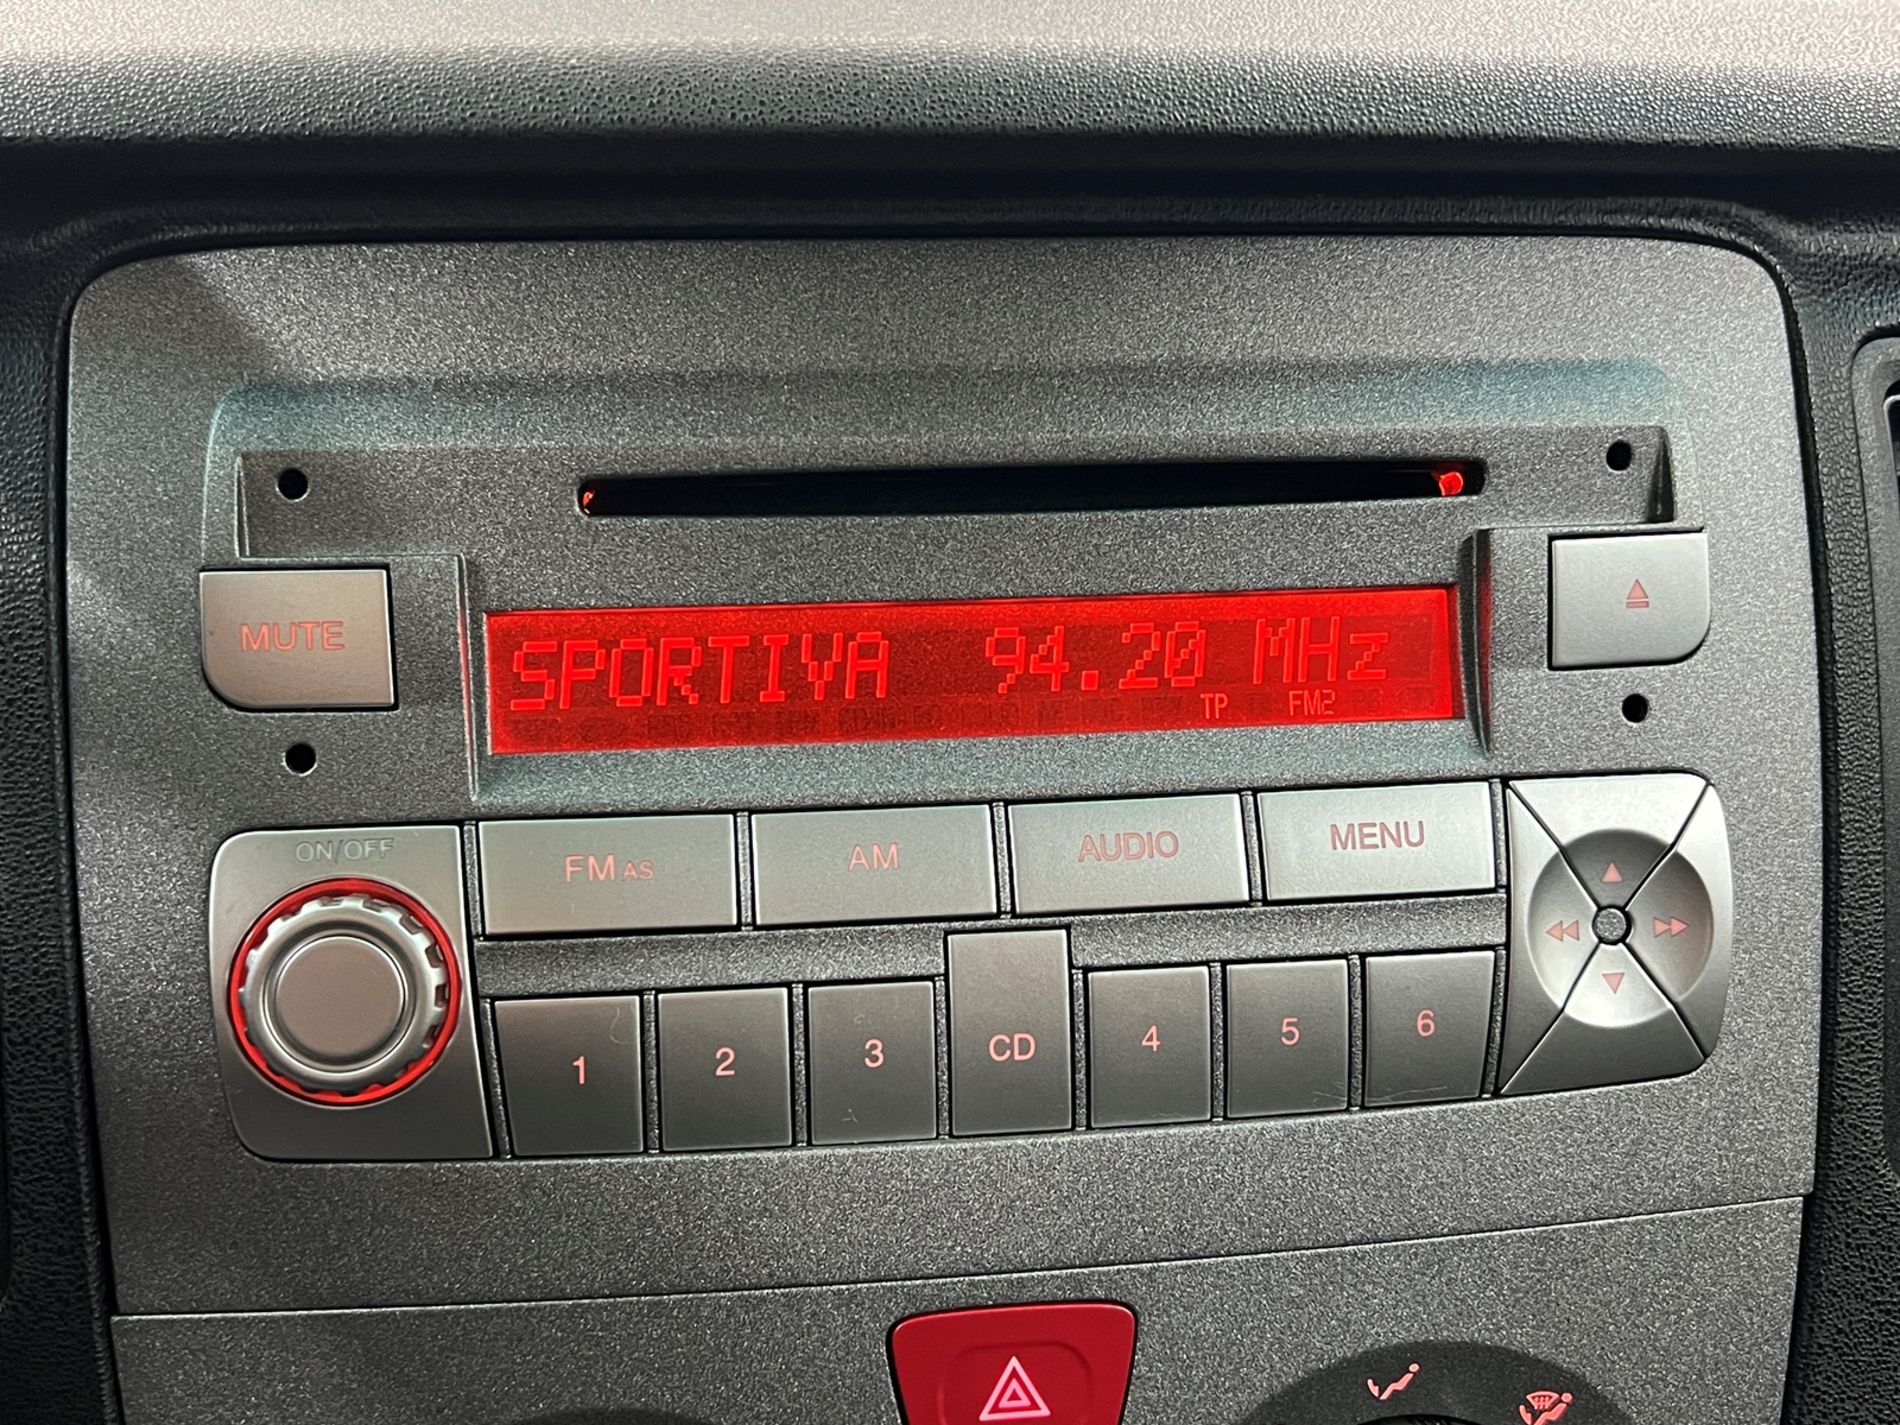 MUTE
SPORTIVA 94.20 MHz
TP FM2
ON/OFF
FM AS
AM
AUDIO
MENU
1
2
3
CD
4
5
6